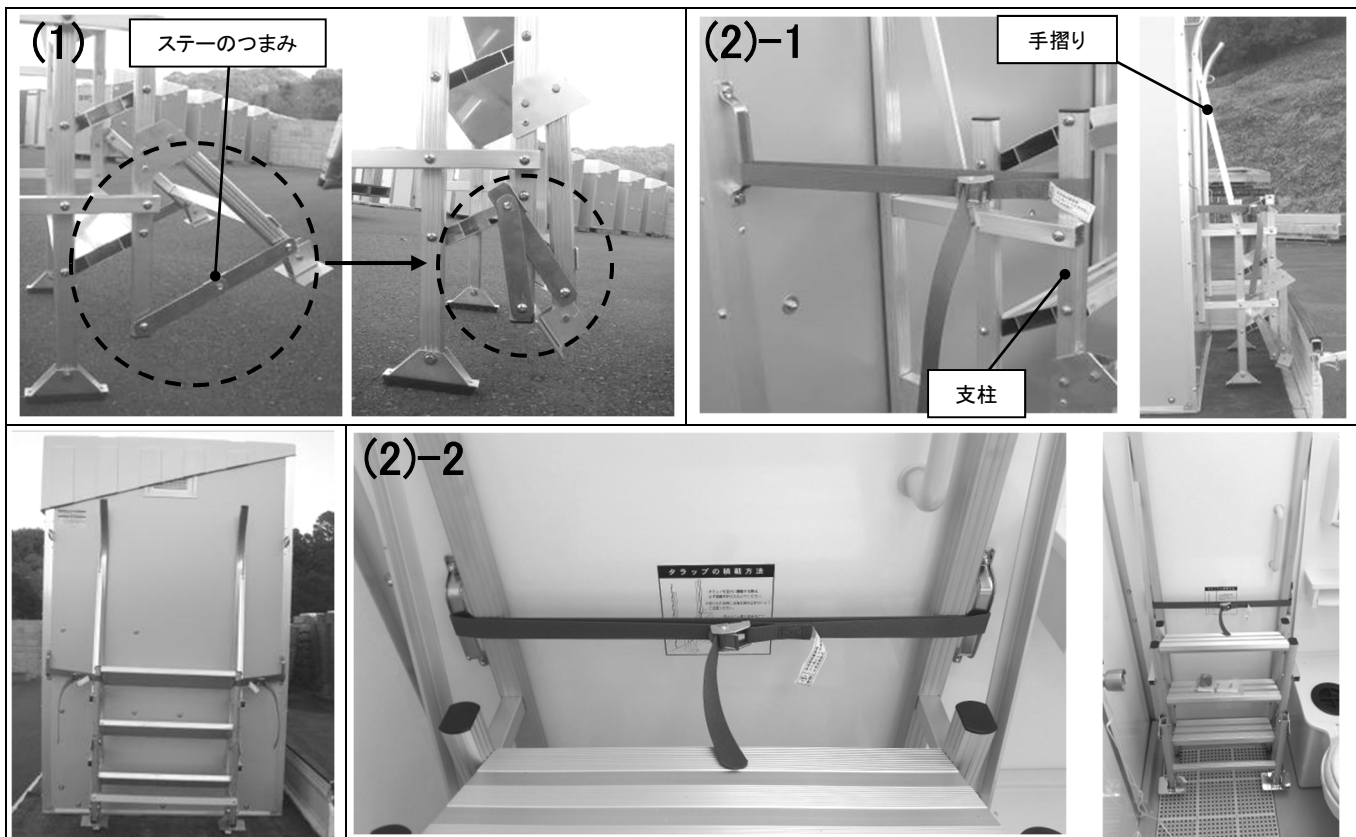 (1)
ステーのつまみ
(2)-1
手摺り
支柱
(2)-2
タラップの積載方法